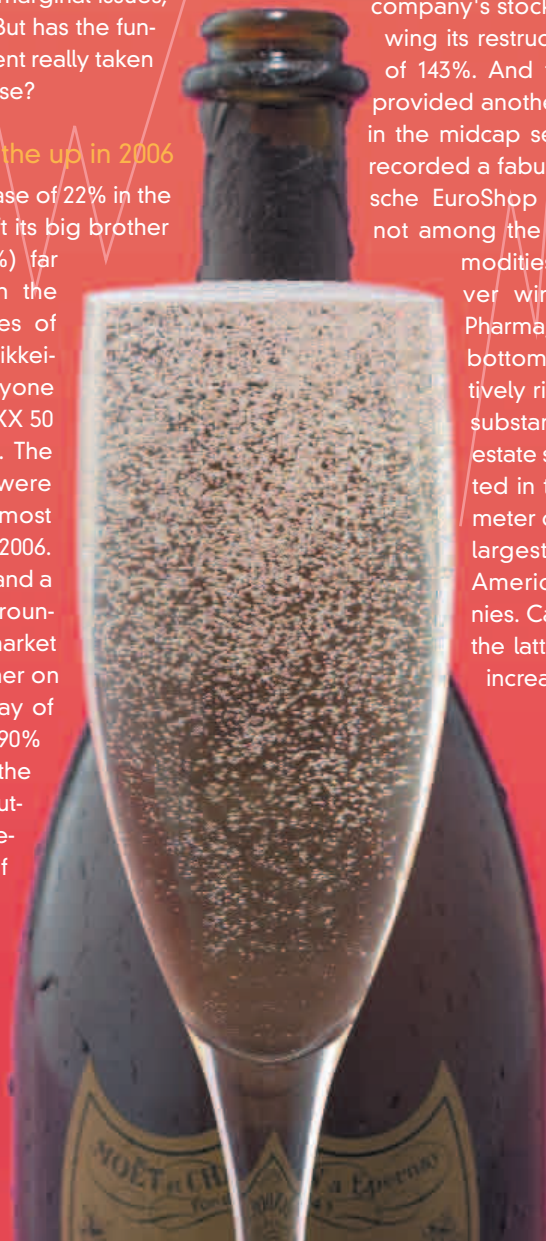 marginal issues,
But has the fun-
ent really taken
se?
the up in 2006
ase of 22% in the
t its big brother
%) far
n the
es of
ikkei-
yone
XX 50
. The
were
most
2006.
and a
roun-
market
er on
ay of
90%
the
ut-
e-
f
company's stock
wing its restruc
of 143%. And
provided anothe
in the midcap se
recorded a fabu
sche EuroShop
not among the
modities
ver win
Pharma
bottom
tively ri
substan
estate s
ted in
meter
largest
Americ
nies. Ca
the latt
increa
MOËT et CH
à Epernay